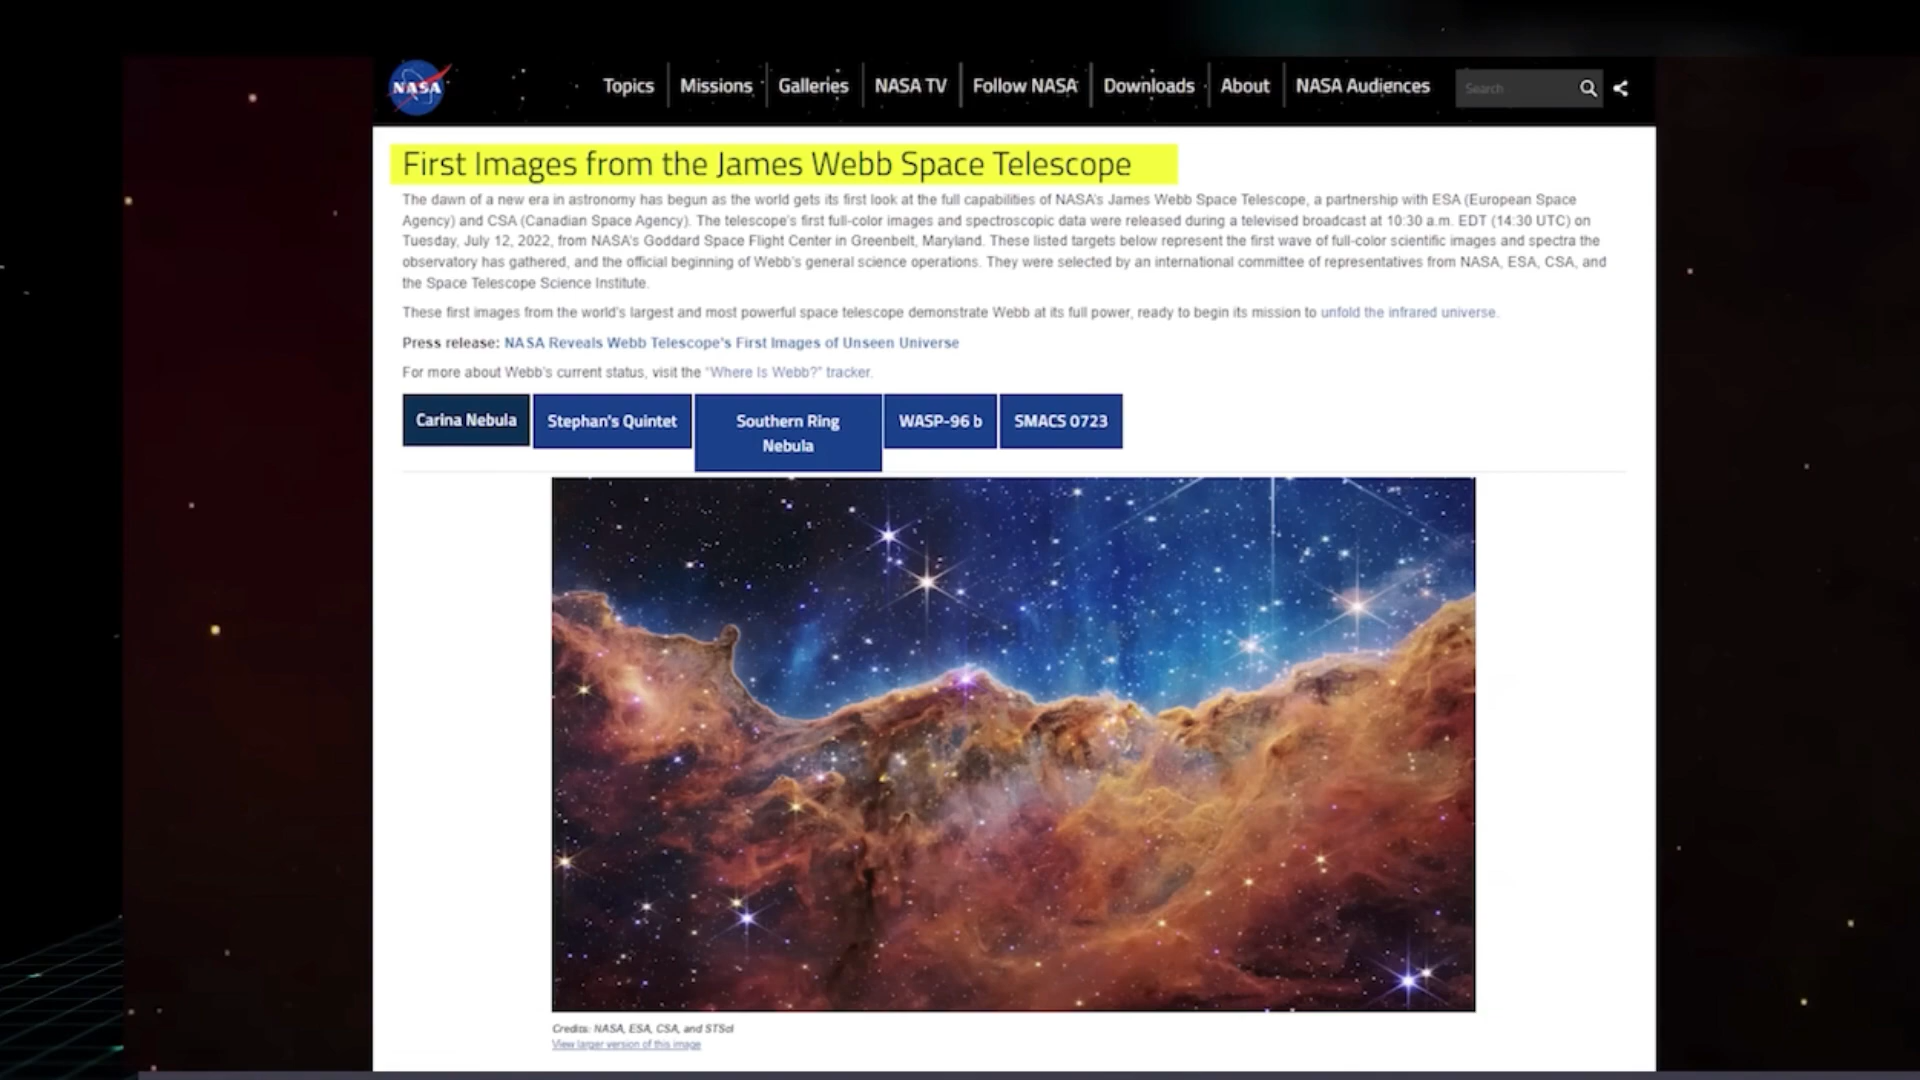 NASA
Topics
Missions
Galleries
NASA TV
Follow NASA
Downloads
About
NASA Audiences
Search
First Images from the James Webb Space Telescope
The dawn of a new era in astronomy has begun as the world gets its first look at the full capabilities of NASA's James Webb Space Telescope, a partnership with ESA (European Space
Agency) and CSA (Canadian Space Agency). The telescope's first full-color images and spectroscopic data were released during a televised broadcast at 10:30 a.m. EDT (14:30 UTC) on
Tuesday, July 12, 2022, from NASA's Goddard Space Flight Center in Greenbelt, Maryland. These listed targets below represent the first wave of full-color scientific images and spectra the
observatory has gathered, and the official beginning of Webb's general science operations. They were selected by an international committee of representatives from NASA, ESA, CSA, and
the Space Telescope Science Institute.
These first images from the world's largest and most powerful space telescope demonstrate Webb at its full power, ready to begin its mission to unfold the infrared universe.
Press release: NASA Reveals Webb Telescope's First Images of Unseen Universe
For more about Webb's current status, visit the "Where Is Webb?" tracker.
Carina Nebula
Stephan's Quintet
Southern Ring
Nebula
WASP-96 b
SMACS 0723
Credits: NASA, ESA, CSA, and STScI
View larger version of this image